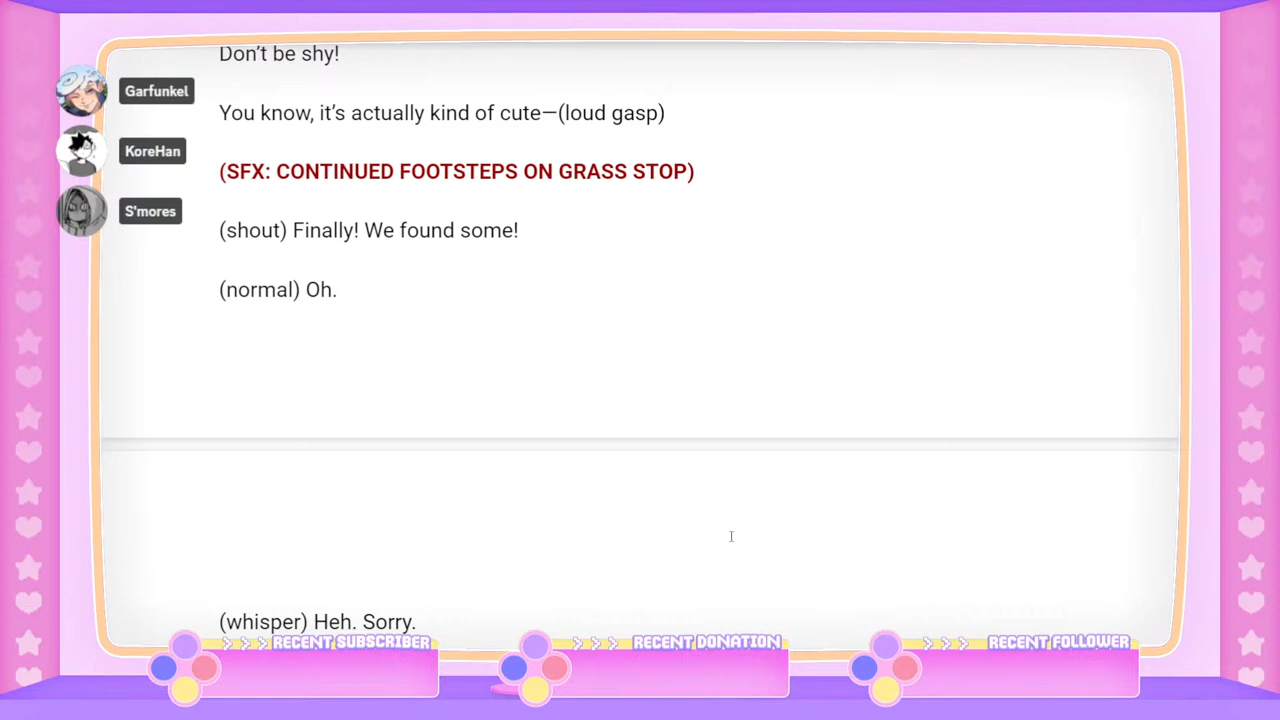 Don’t be shy!
Garfunkel
You know, it’s actually kind of cute—(loud gasp)
KoreHan
(SFX: CONTINUED FOOTSTEPS ON GRASS STOP)
S'mores
(shout) Finally! We found some!
(normal) Oh.
(whisper) Heh. Sorry.
> > > RECENT SUBSCRIBER
> > > RECENT DONATION
> > > RECENT FOLLOWER